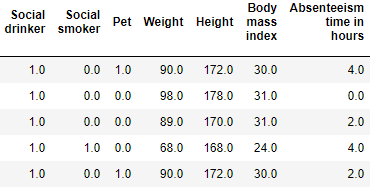 Social drinker Social smoker Pet Weight Height Body mass index Absenteeism time in hours
1.0 0.0 1.0 90.0 172.0 30.0 4.0
1.0 0.0 0.0 98.0 178.0 31.0 0.0
1.0 0.0 0.0 89.0 170.0 31.0 2.0
1.0 1.0 0.0 68.0 168.0 24.0 4.0
1.0 0.0 1.0 90.0 172.0 30.0 2.0